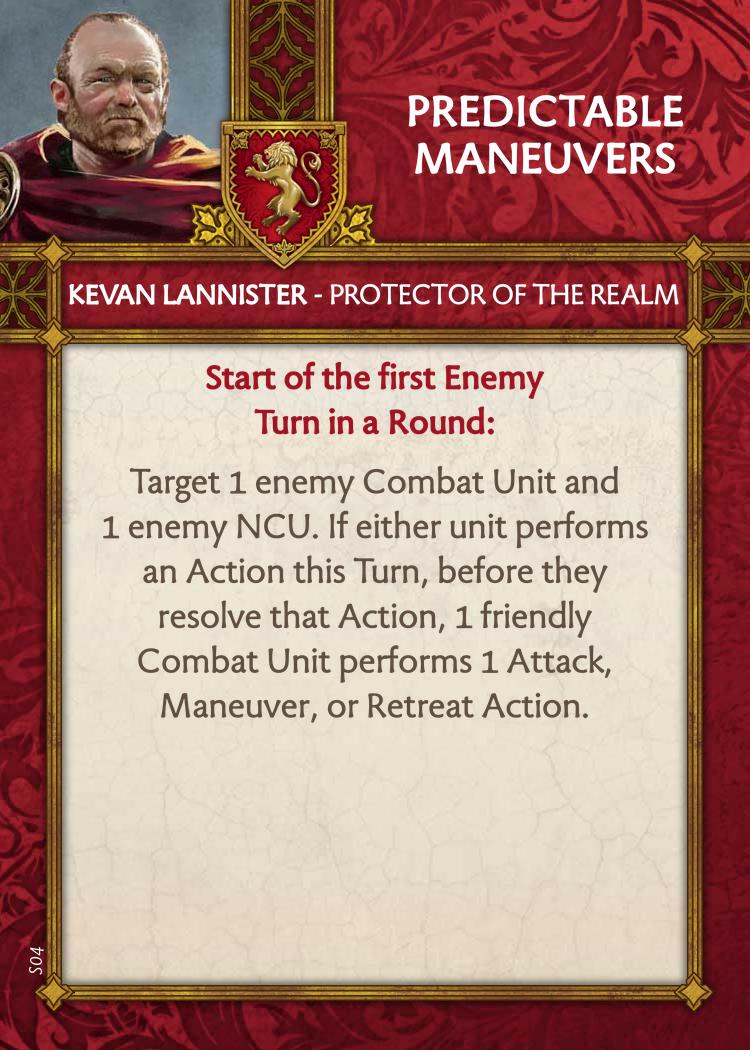 PREDICTABLE
MANEUVERS
KEVAN LANNISTER - PROTECTOR OF THE REALM
Start of the first Enemy
Turn in a Round:
Target 1 enemy Combat Unit and
1 enemy NCU. If either unit performs
an Action this Turn, before they
resolve that Action, 1 friendly
Combat Unit performs 1 Attack,
Maneuver, or Retreat Action.
S04